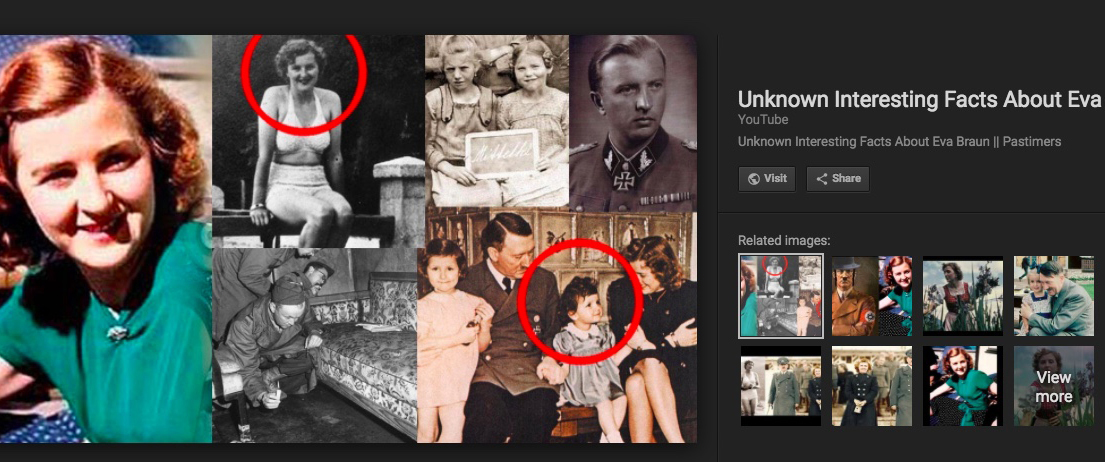 Unknown Interesting Facts About Eva
YouTube
Unknown Interesting Facts About Eva Braun || Pastimers
Visit
Share
Related images:
View
more